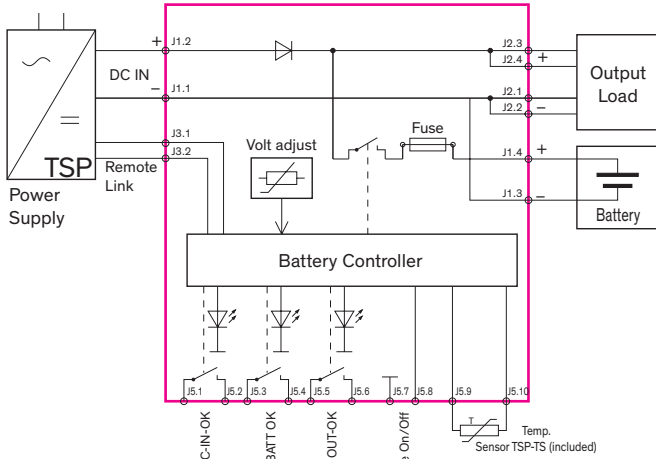 +
J1.2
J2.3
J2.4
+
DC IN
Output
Load
−
J1.1
J2.1
J2.2
−
J3.1
Volt adjust
Fuse
+
J1.4
TSP
J3.2
Remote
Link
Power
Supply
J1.3
−
Battery
Battery Controller
J5.1
J5.2
J5.3
J5.4
J5.5
J5.6
J5.7
J5.8
J5.9
J5.10
C-IN-OK
BATT OK
OUT-OK
e On/Off
T
Temp.
Sensor TSP-TS (included)